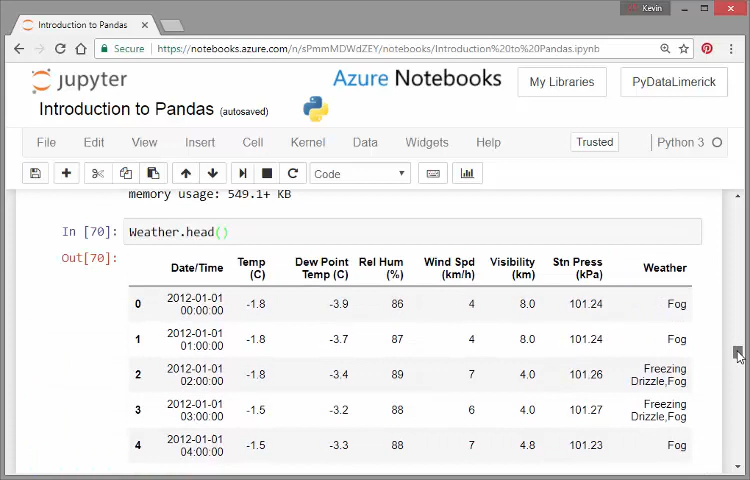 Kevin
Introduction to Pandas
Secure https://notebooks.azure.com/n/sPmmMDWdZEY/notebooks/Introduction%20to%20Pandas.ipynb
jupyter Azure Notebooks My Libraries PyDataLimerick
Introduction to Pandas (autosaved)
File Edit View Insert Cell Kernel Data Widgets Help Trusted Python 3
Code
memory usage: 549.1+ KB
In [70]: Weather.head()
Out[70]:
Date/Time Temp (C) Dew Point Temp (C) Rel Hum (%) Wind Spd (km/h) Visibility (km) Stn Press (kPa) Weather
0 2012-01-01 00:00:00 -1.8 -3.9 86 4 8.0 101.24 Fog
1 2012-01-01 01:00:00 -1.8 -3.7 87 4 8.0 101.24 Fog
2 2012-01-01 02:00:00 -1.8 -3.4 89 7 4.0 101.26 Freezing Drizzle,Fog
3 2012-01-01 03:00:00 -1.5 -3.2 88 6 4.0 101.27 Freezing Drizzle,Fog
4 2012-01-01 04:00:00 -1.5 -3.3 88 7 4.8 101.23 Fog